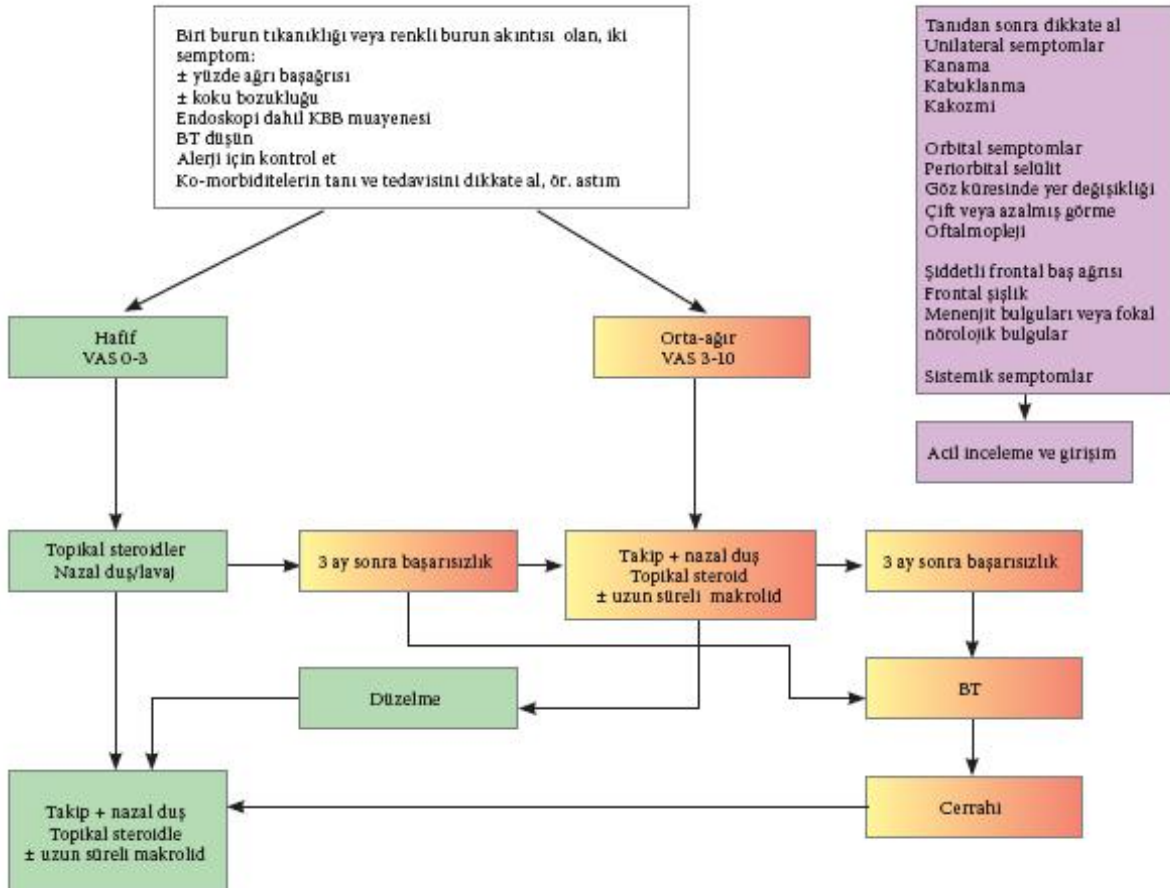 Biri burun tıkanıklığı veya renkli burun akıntısı olan, iki
semptom:
± yüzde ağrı başağrısı
± koku bozukluğu
Endoskopi dahil KBB muayenesi
BT düşün
Alerji için kontrol et
Ko-morbiditelerin tanı ve tedavisini dikkate al, ör. astım
Tanıdan sonra dikkate al
Unilateral semptomlar
Kanama
Kabuklanma
Kakozmi
Orbital semptomlar
Periorbital selülit
Göz küresinde yer değişikliği
Çift veya azalmış görme
Oftalmopleji
Şiddetli frontal baş ağrısı
Frontal şişlik
Menenjit bulguları veya fokal
nörolojik bulgular
Sistemik semptomlar
Acil inceleme ve girişim
Hafif
VAS 0-3
Orta-ağır
VAS 3-10
Topikal steroidler
Nazal duş/lavaj
3 ay sonra başarısızlık
Takip + nazal duş
Topikal steroid
± uzun süreli makrolid
3 ay sonra başarısızlık
Düzelme
BT
Takip + nazal duş
Topikal steroidle
± uzun süreli makrolid
Cerrahi